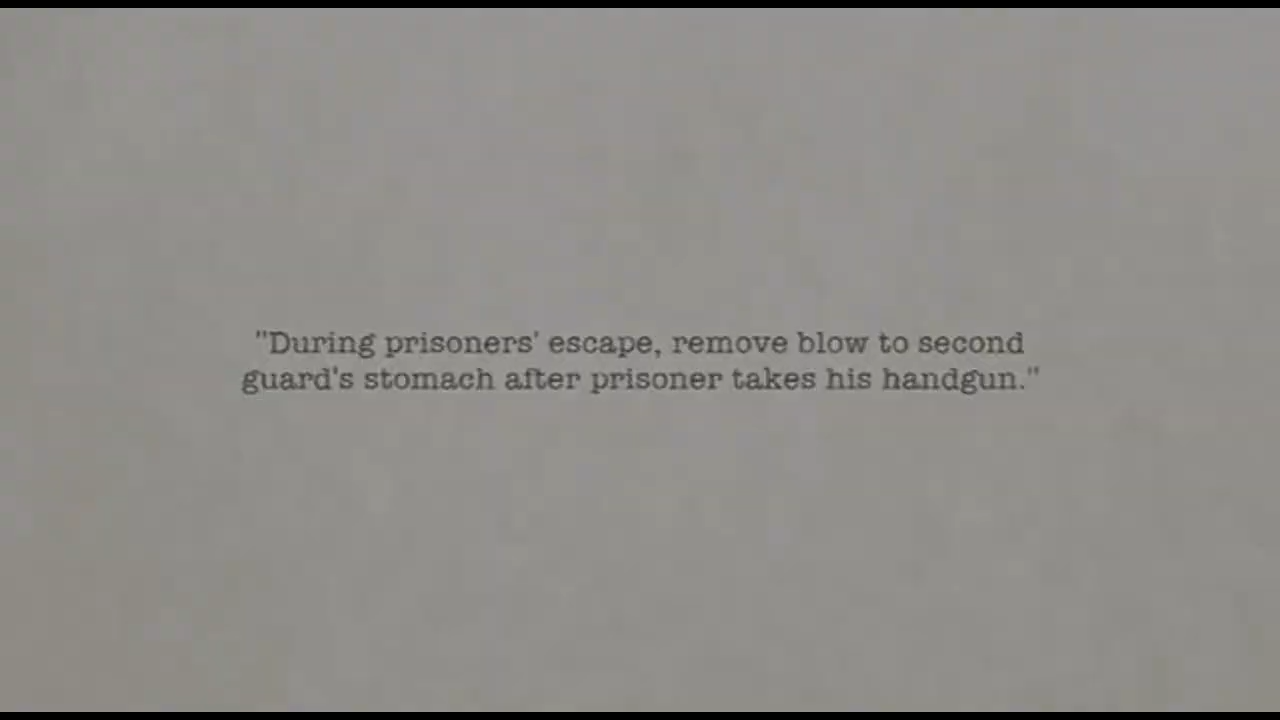 "During prisoners' escape, remove blow to second
guard's stomach after prisoner takes his handgun."